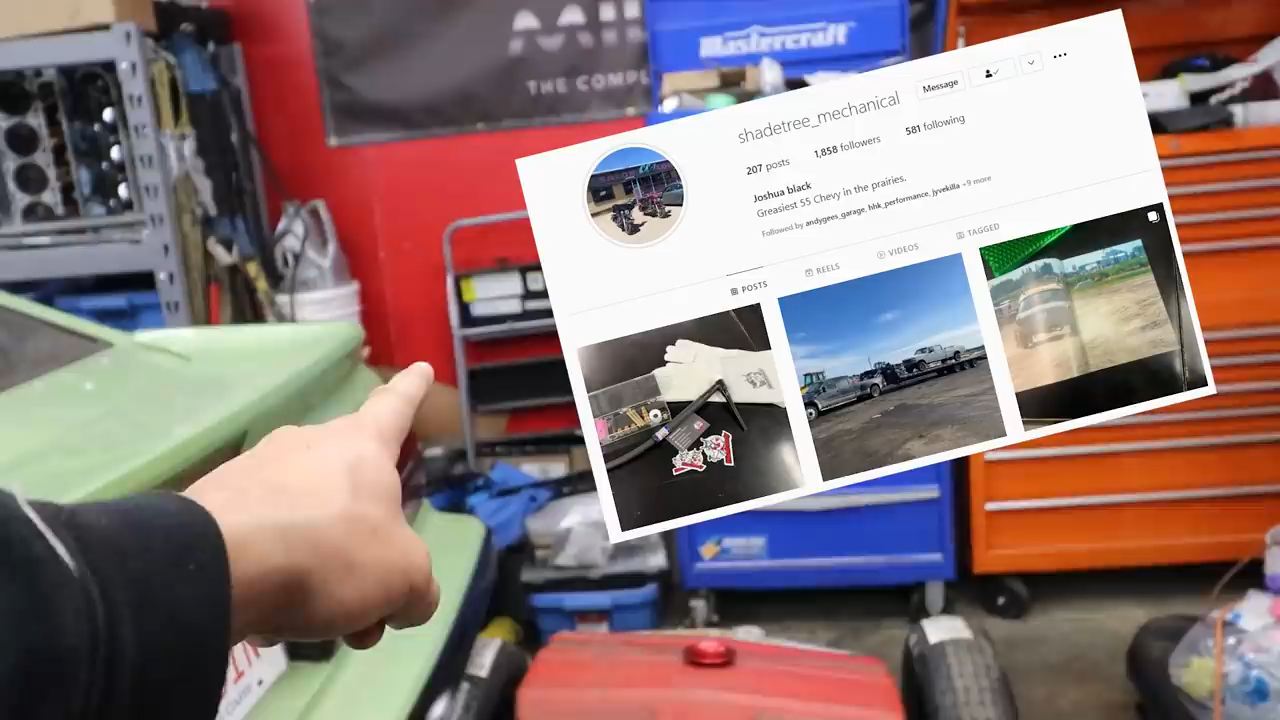 THE COMPL
Mastercraft
shadetree_mechanical
Message
207 posts 1,858 followers 581 following
Joshua black
Greasiest 55 Chevy in the prairies.
Followed by andygees_garage, hhk_performance, jyvekilla +9 more
POSTS REELS VIDEOS TAGGED